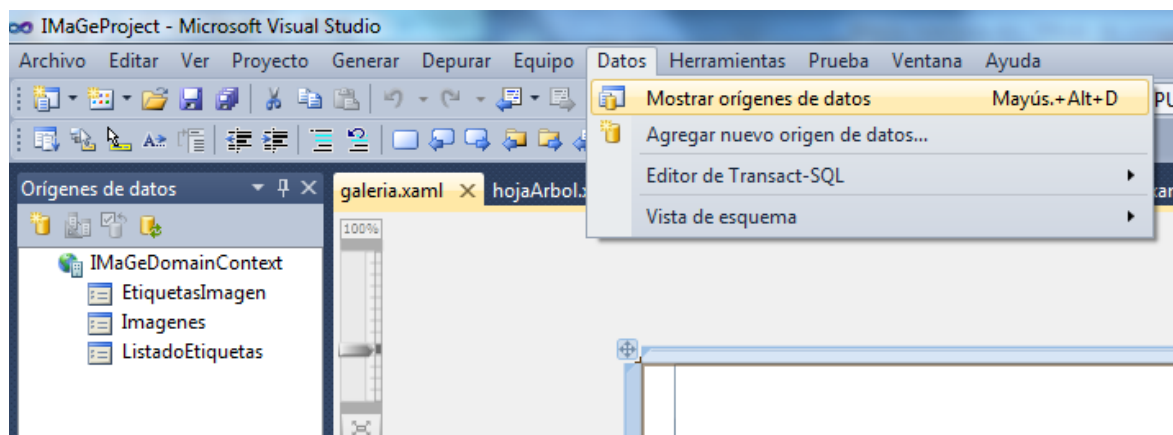 IMaGeProject - Microsoft Visual Studio
Archivo Editar Ver Proyecto Generar Depurar Equipo Datos Herramientas Prueba Ventana Ayuda
Mostrar orígenes de datos Mayús.+Alt+D
Agregar nuevo origen de datos...
Editor de Transact-SQL
Vista de esquema
Orígenes de datos
galeria.xaml hojaArbol.x
100%
IMaGeDomainContext
EtiquetasImagen
Imagenes
ListadoEtiquetas